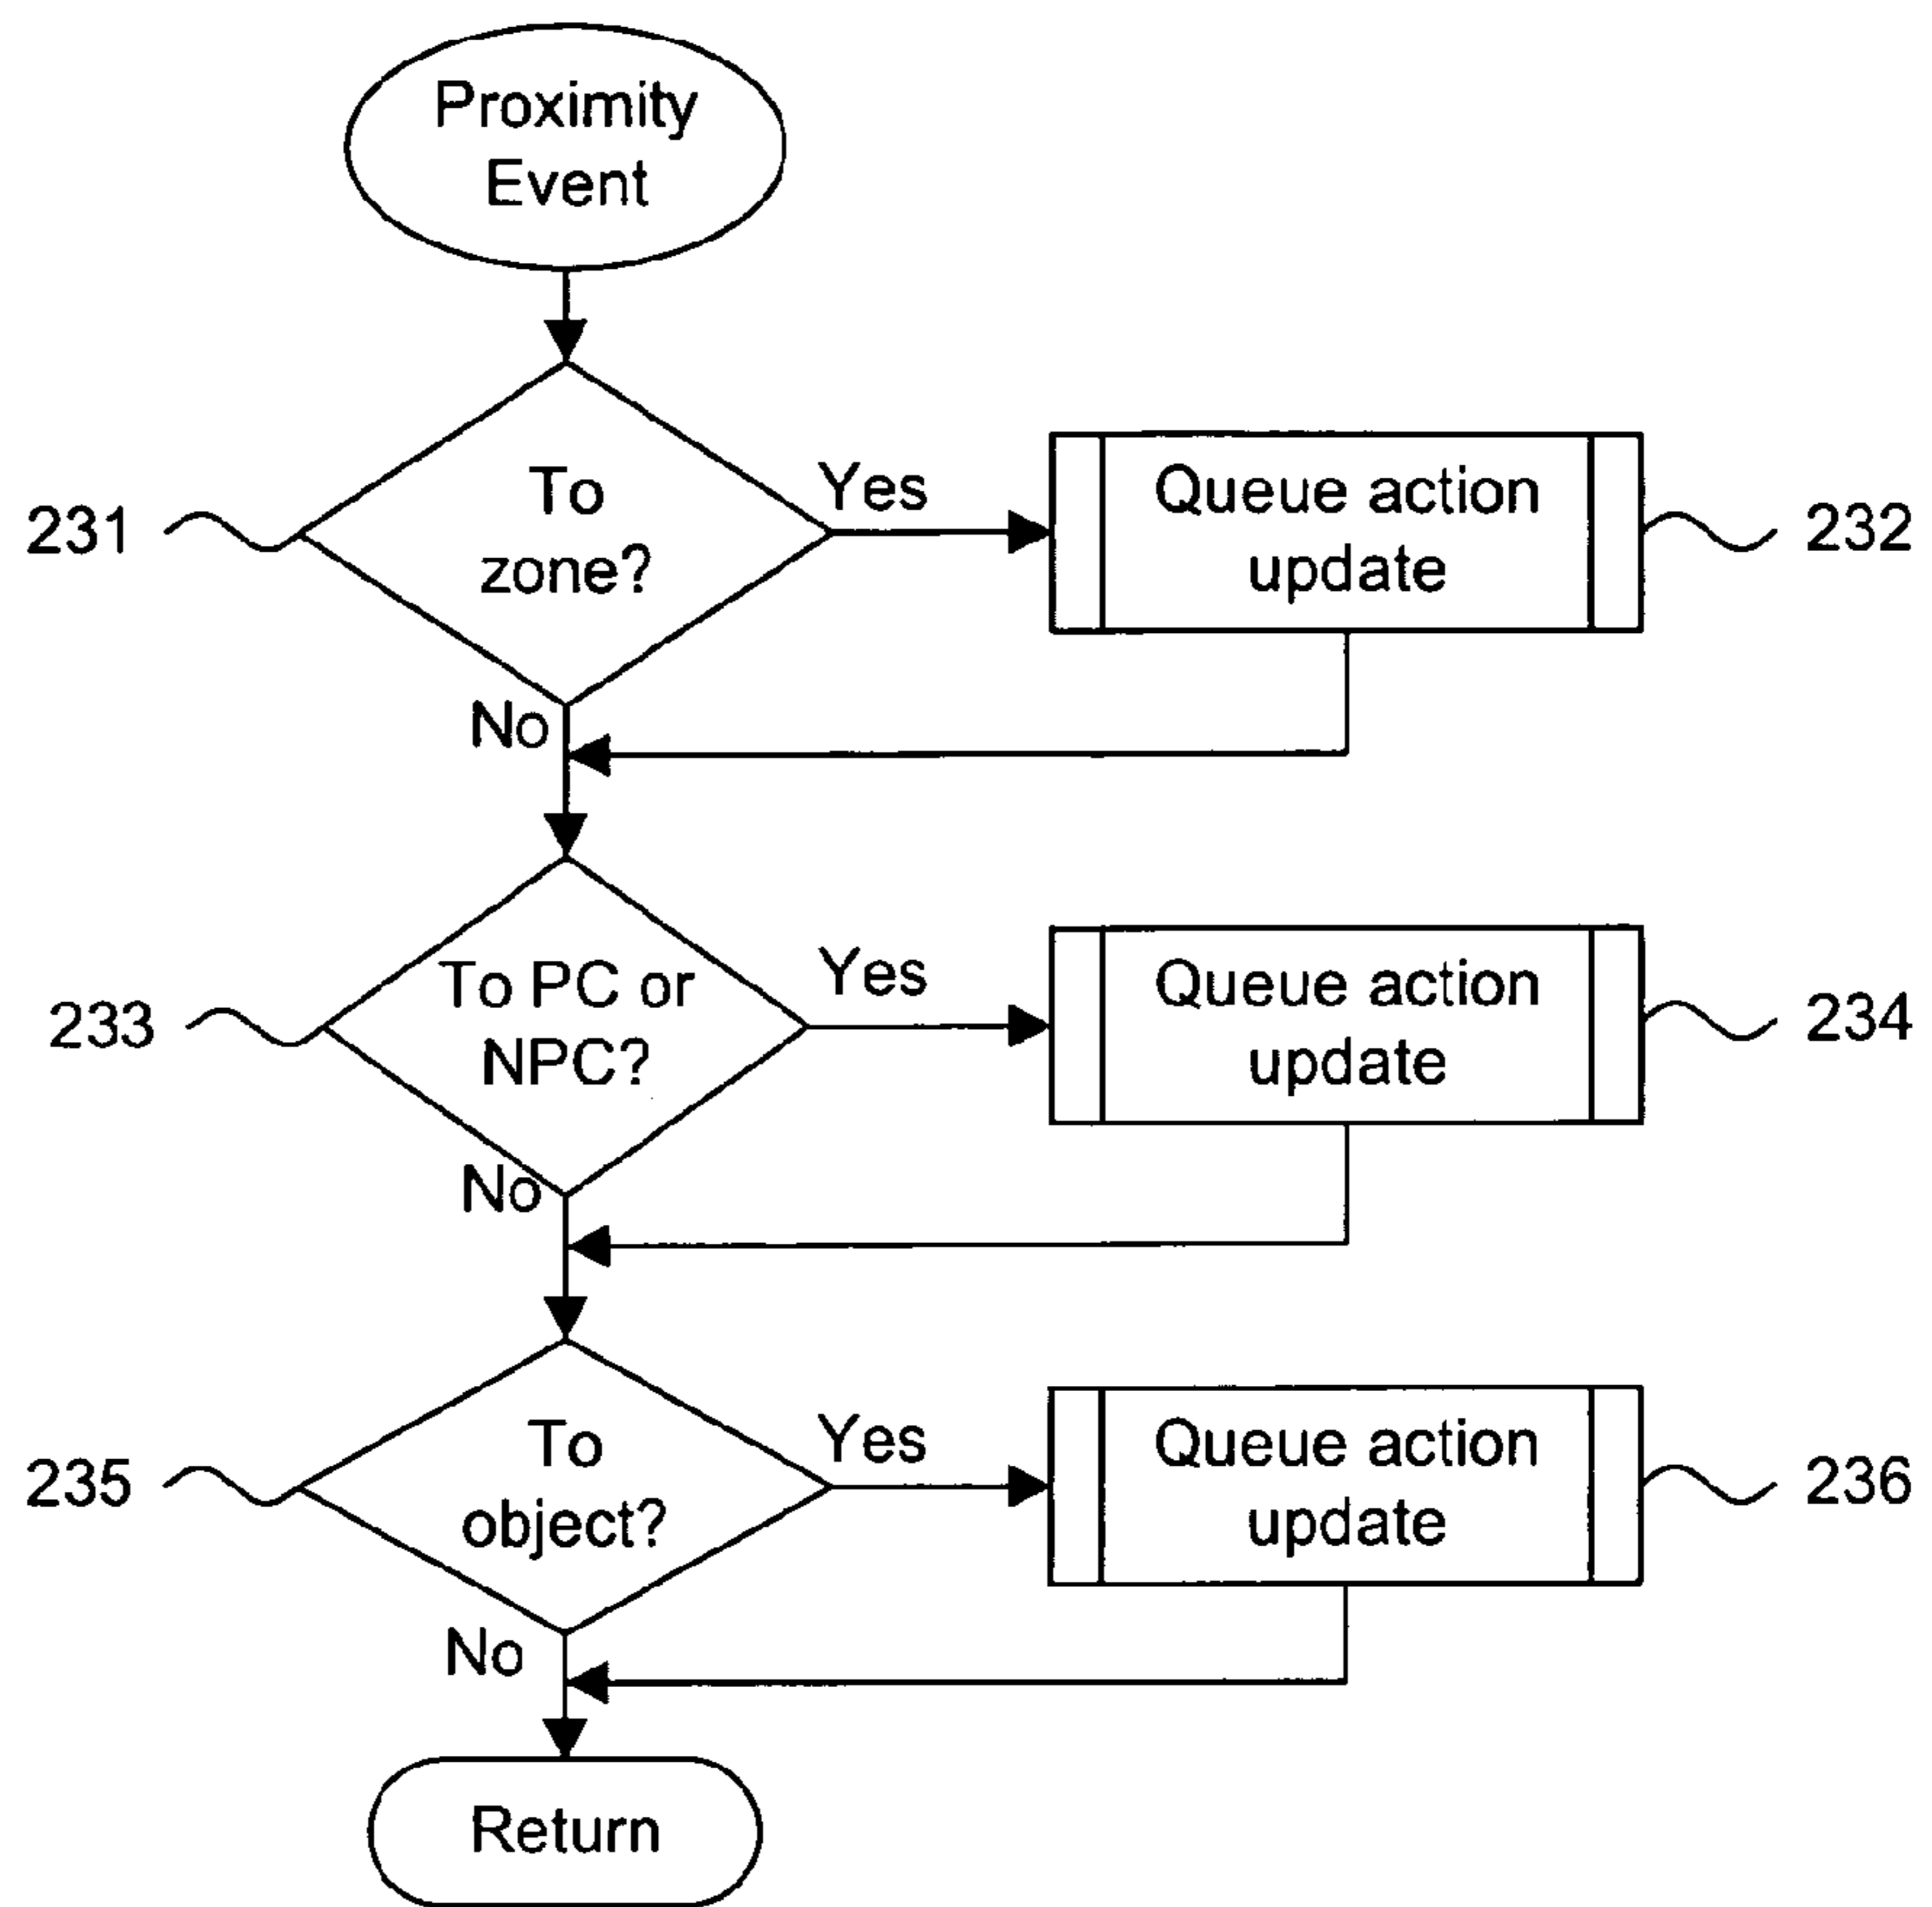 Proximity
Event
231
To
zone?
Yes
Queue action
update
232
No
233
To PC or
NPC?
Yes
Queue action
update
234
No
235
To
object?
Yes
Queue action
update
236
No
Return